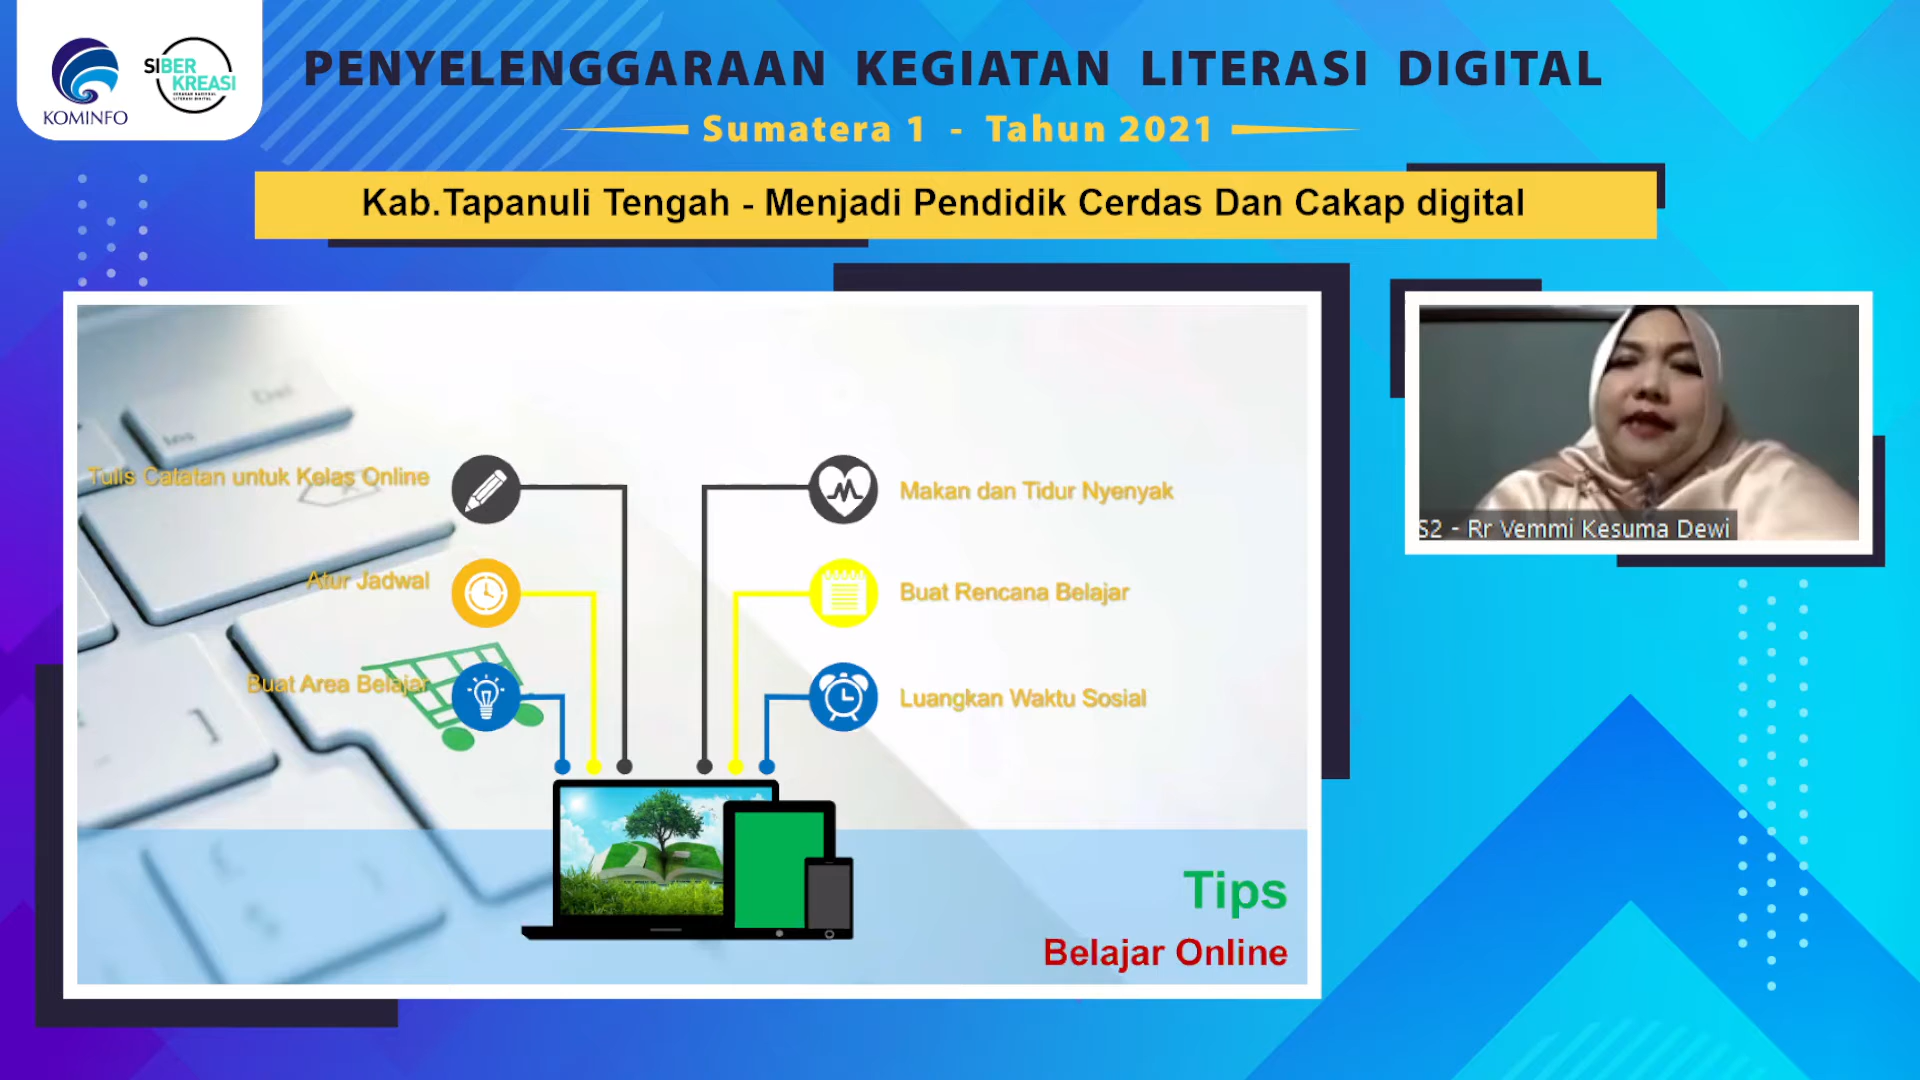 KOMINFO
SIBER
KREASI
PENYELENGGARAAN KEGIATAN LITERASI DIGITAL
Sumatera 1 - Tahun 2021
Kab.Tapanuli Tengah - Menjadi Pendidik Cerdas Dan Cakap digital
Tulis Catatan untuk Kelas Online
Atur Jadwal
Buat Area Belajar
Makan dan Tidur Nyenyak
Buat Rencana Belajar
Luangkan Waktu Sosial
Tips
Belajar Online
S2 - Rr Vemmi Kesuma Dewi